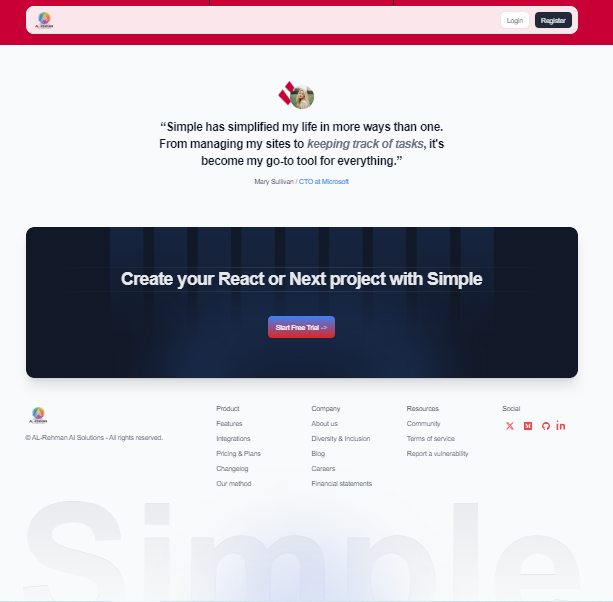 AL-REHMAN
Login
Register
“Simple has simplified my life in more ways than one.
From managing my sites to keeping track of tasks, it's
become my go-to tool for everything.”
Mary Sullivan / CTO at Microsoft
Create your React or Next project with Simple
Start Free Trial ->
AL-REHMAN
© AL-Rehman AI Solutions - All rights reserved.
Product
Features
Integrations
Pricing & Plans
Changelog
Our method
Company
About us
Diversity & Inclusion
Blog
Careers
Financial statements
Resources
Community
Terms of service
Report a vulnerability
Social
Simple